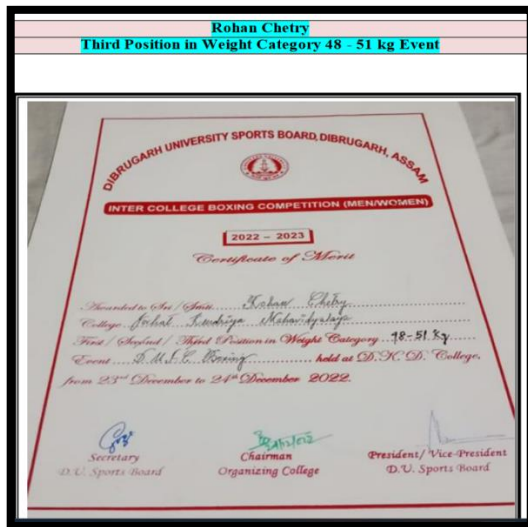 Rohan Chetry
Third Position in Weight Category 48 - 51 kg Event
DIBRUGARH UNIVERSITY SPORTS BOARD, DIBRUGARH, ASSAM
INTER COLLEGE BOXING COMPETITION (MEN/WOMEN)
2022 – 2023
Certificate of Merit
Awarded to Sri / Smti Rohan Chetry
College Jorhat Kendriya Mahavidyalaya
First / Second / Third Position in Weight Category 48-51 Kg
Event Boxing held at D. K. D. College,
from 23rd December to 24th December 2022.
Secretary
D.U. Sports Board
Chairman
Organizing College
President/ Vice-President
D.U. Sports Board